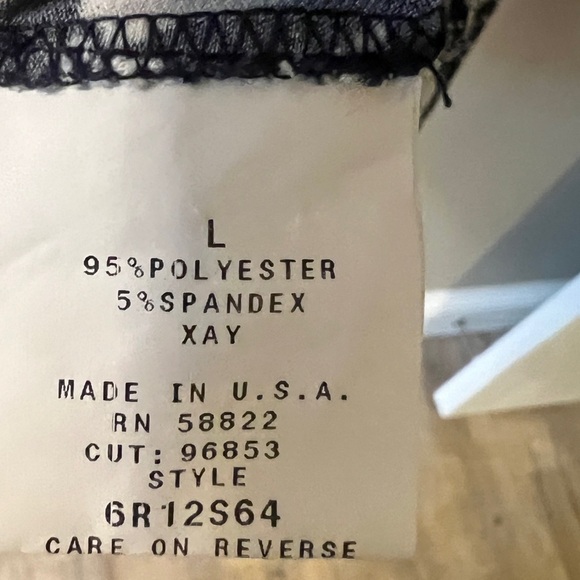 L
95%POLYESTER
5%SPANDEX
XAY
MADE IN U.S.A.
RN 58822
CUT: 96853
STYLE
6R12S64
CARE ON REVERSE